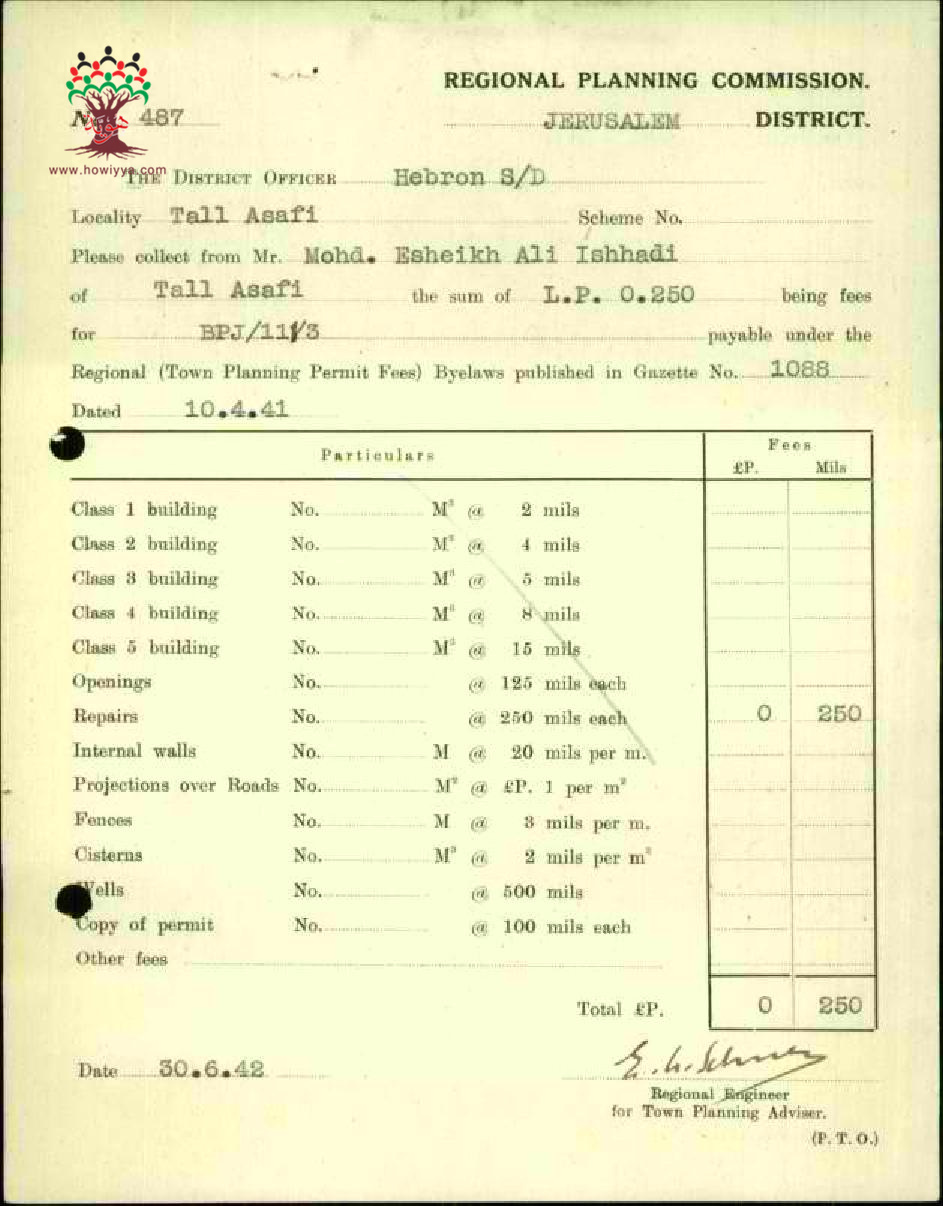 REGIONAL PLANNING COMMISSION.
487
JERUSALEM DISTRICT.
www.howiyya.com
THE DISTRICT OFFICER Hebron S/D
Locality Tall Asafi Scheme No.
Please collect from Mr. Mohd. Esheikh Ali Ishhadi
of Tall Asafi the sum of L.P. 0.250 being fees
for BPJ/11/3 payable under the
Regional (Town Planning Permit Fees) Byelaws published in Gazette No. 1088
Dated 10.4.41
Particulars Fees
£P. Mils
Class 1 building No. M³ @ 2 mils
Class 2 building No. M³ @ 4 mils
Class 3 building No. M³ @ 5 mils
Class 4 building No. M³ @ 8 mils
Class 5 building No. M³ @ 15 mils
Openings No. @ 125 mils each
Repairs No. @ 250 mils each 0 250
Internal walls No. M @ 20 mils per m.
Projections over Roads No. M² @ £P. 1 per m²
Fences No. M @ 3 mils per m.
Cisterns No. M³ @ 2 mils per m³
Wells No. @ 500 mils
Copy of permit No. @ 100 mils each
Other fees
Total £P. 0 250
Date 30.6.42
Regional Engineer
for Town Planning Adviser.
(P. T. O.)